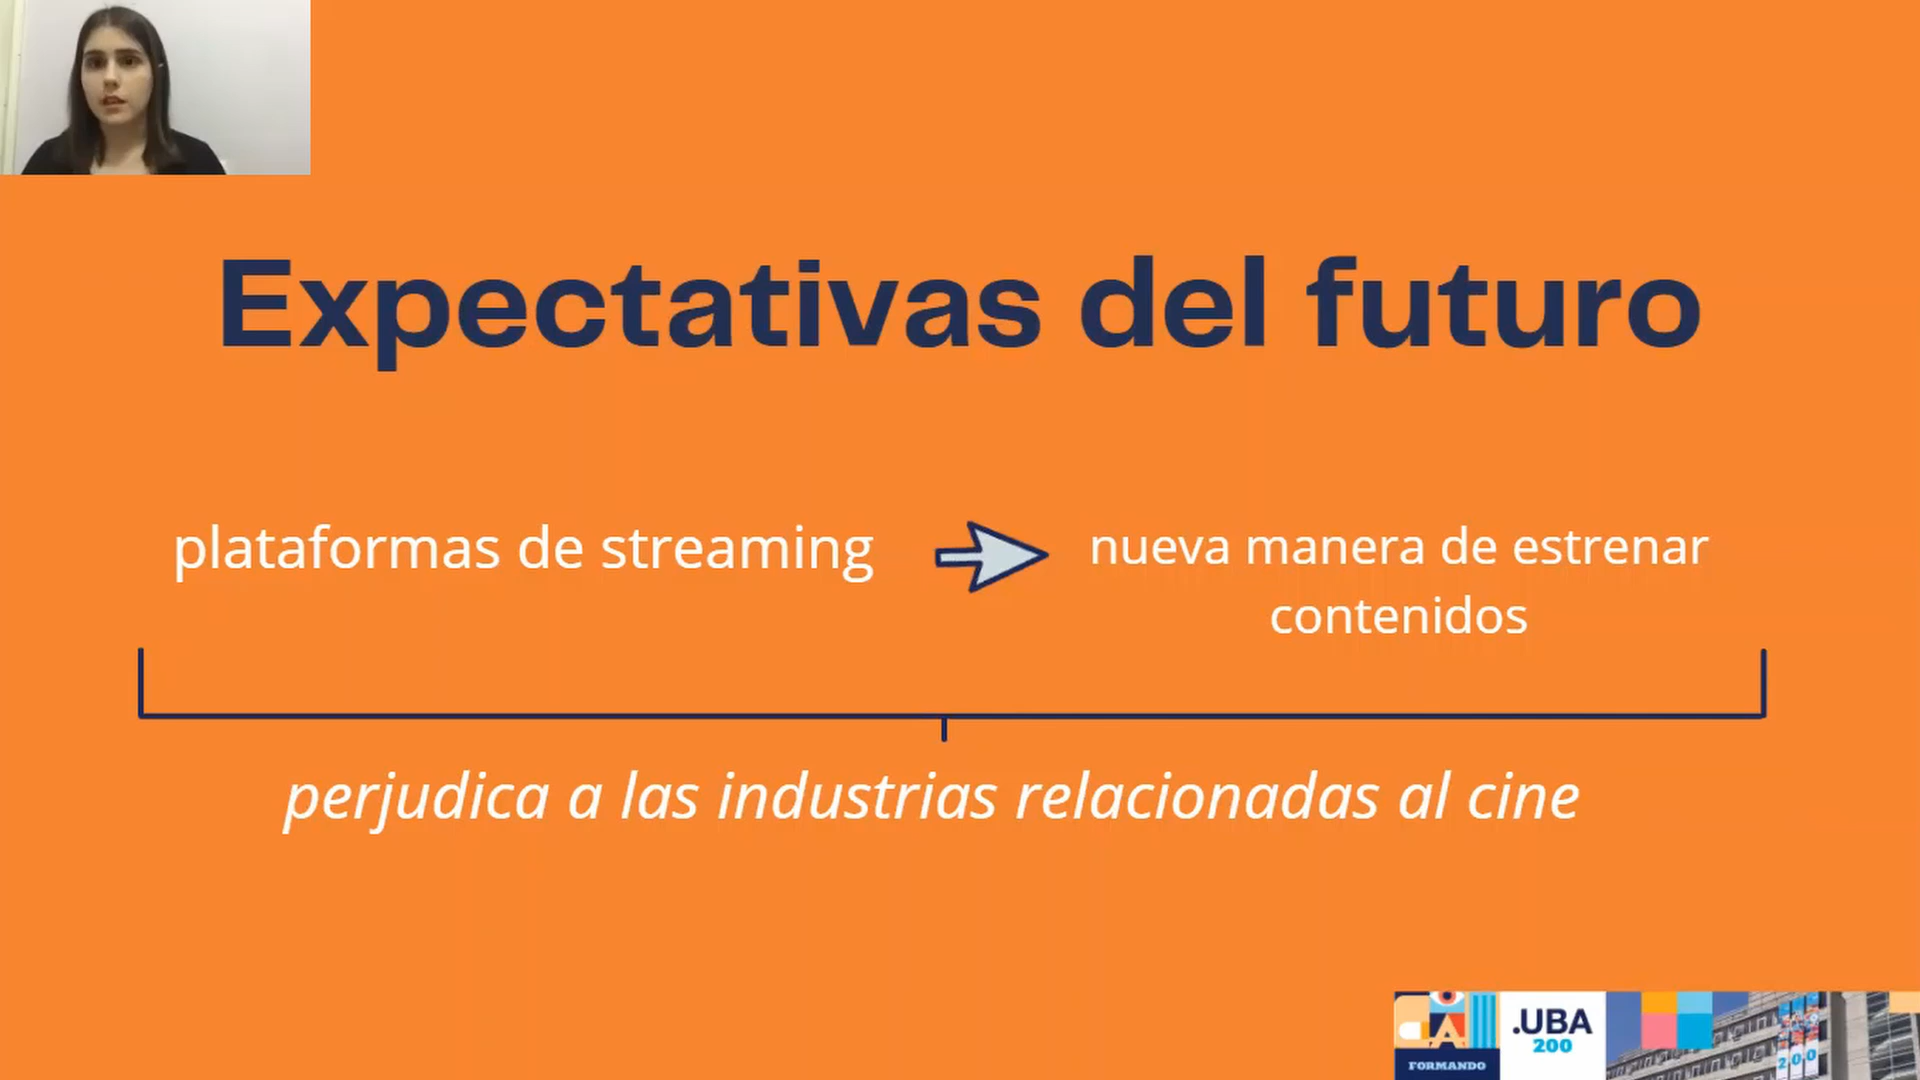 Expectativas del futuro
plataformas de streaming
nueva manera de estrenar
contenidos
perjudica a las industrias relacionadas al cine
FORMANDO
.UBA
200
200